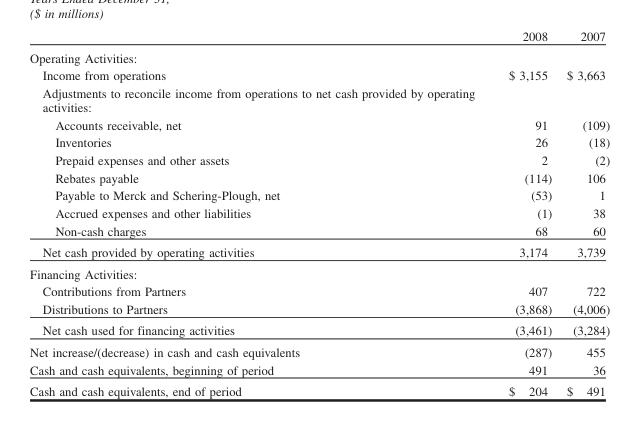 Years Ended December 31,
($ in millions)
2008 2007
Operating Activities:
Income from operations $ 3,155 $ 3,663
Adjustments to reconcile income from operations to net cash provided by operating
activities:
Accounts receivable, net 91 (109)
Inventories 26 (18)
Prepaid expenses and other assets 2 (2)
Rebates payable (114) 106
Payable to Merck and Schering-Plough, net (53) 1
Accrued expenses and other liabilities (1) 38
Non-cash charges 68 60
Net cash provided by operating activities 3,174 3,739
Financing Activities:
Contributions from Partners 407 722
Distributions to Partners (3,868) (4,006)
Net cash used for financing activities (3,461) (3,284)
Net increase/(decrease) in cash and cash equivalents (287) 455
Cash and cash equivalents, beginning of period 491 36
Cash and cash equivalents, end of period $ 204 $ 491